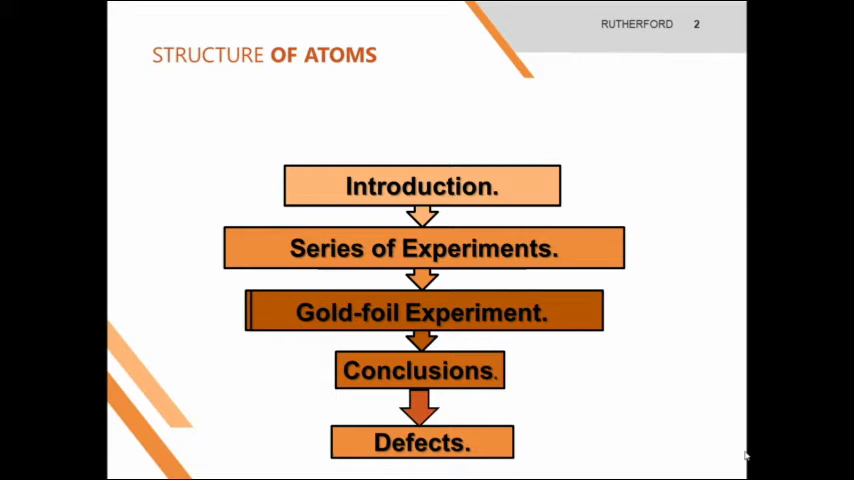 RUTHERFORD 2
STRUCTURE OF ATOMS
Introduction.
Series of Experiments.
Gold-foil Experiment.
Conclusions.
Defects.